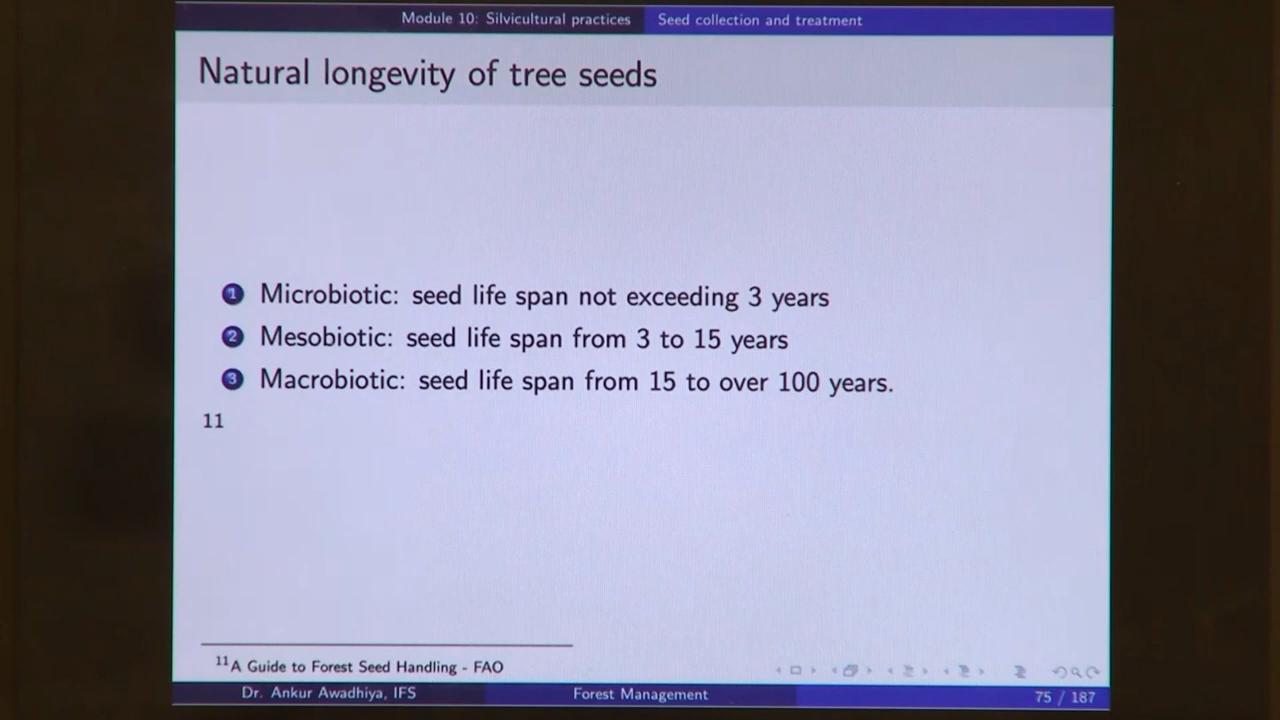 Module 10: Silvicultural practices Seed collection and treatment
Natural longevity of tree seeds
1 Microbiotic: seed life span not exceeding 3 years
2 Mesobiotic: seed life span from 3 to 15 years
3 Macrobiotic: seed life span from 15 to over 100 years.
11
11 A Guide to Forest Seed Handling - FAO
Dr. Ankur Awadhiya, IFS Forest Management 75 / 187